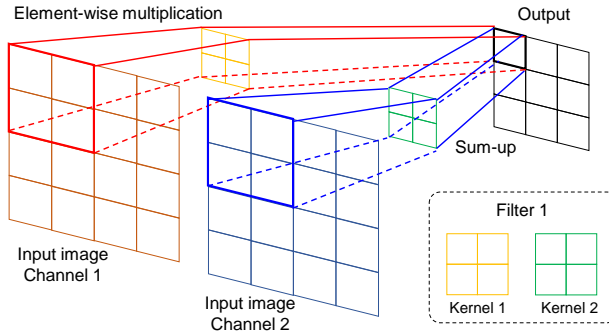 Element-wise multiplication
Output
Sum-up
Input image
Channel 1
Input image
Channel 2
Filter 1
Kernel 1
Kernel 2